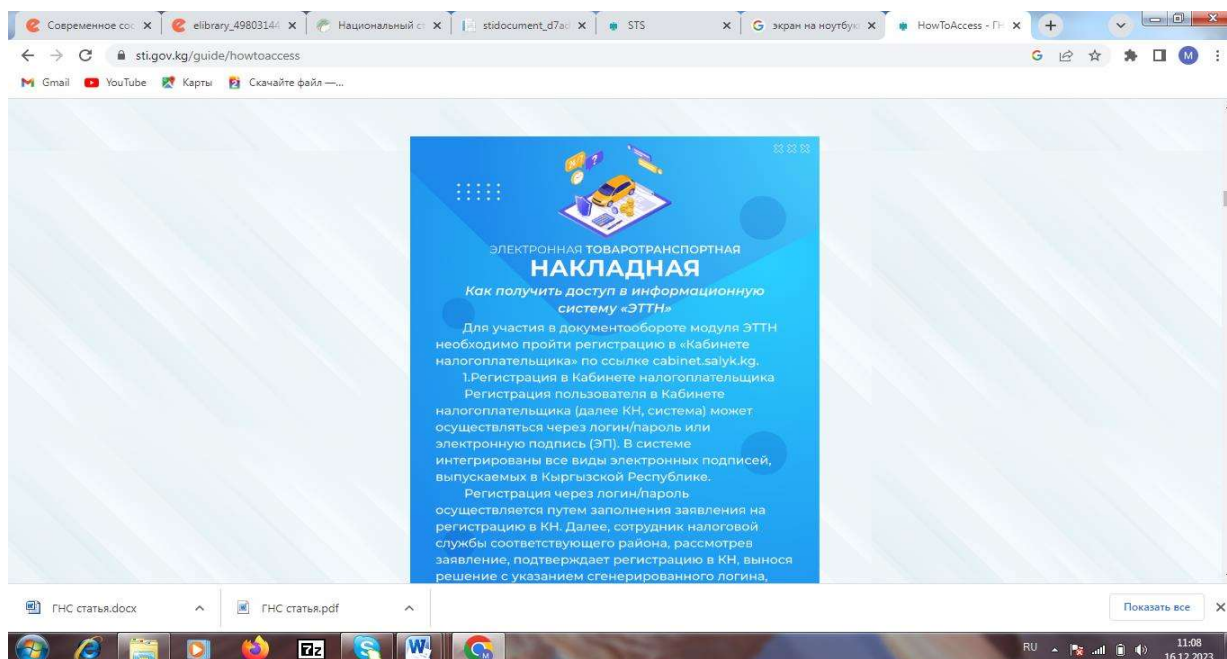 Современное сос
elibrary_49803144
Национальный с
stidocument_d7ad
STS
экран на ноутбук
HowToAccess - ГН
sti.gov.kg/guide/howtoaccess
G
M
Gmail
YouTube
Карты
Скачайте файл —...
ЭЛЕКТРОННАЯ ТОВАРОТРАНСПОРТНАЯ
НАКЛАДНАЯ
Как получить доступ в информационную
систему «ЭТТН»
Для участия в документообороте модуля ЭТТН
необходимо пройти регистрацию в «Кабинете
налогоплательщика» по ссылке cabinet.salyk.kg.
1.Регистрация в Кабинете налогоплательщика
Регистрация пользователя в Кабинете
налогоплательщика (далее КН, система) может
осуществляться через логин/пароль или
электронную подпись (ЭП). В системе
интегрированы все виды электронных подписей,
выпускаемых в Кыргызской Республике.
Регистрация через логин/пароль
осуществляется путем заполнения заявления на
регистрацию в КН. Далее, сотрудник налоговой
службы соответствующего района, рассмотрев
заявление, подтверждает регистрацию в КН, вынося
решение с указанием сгенерированного логина,
ГНС статья.docx
ГНС статья.pdf
Показать все
7z
RU
11:08
16.12.2023